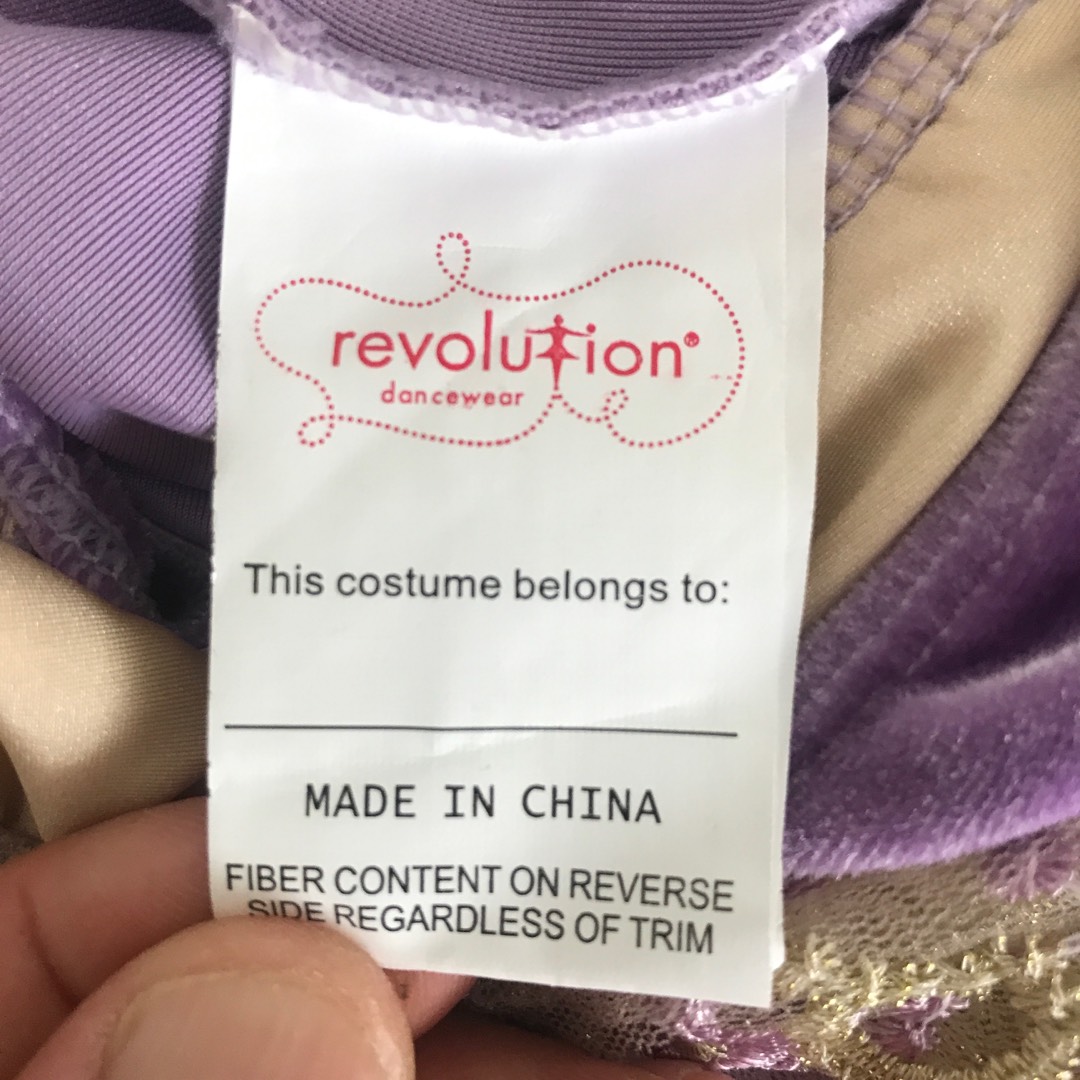 revolution®
dancewear
This costume belongs to:
MADE IN CHINA
FIBER CONTENT ON REVERSE
SIDE REGARDLESS OF TRIM